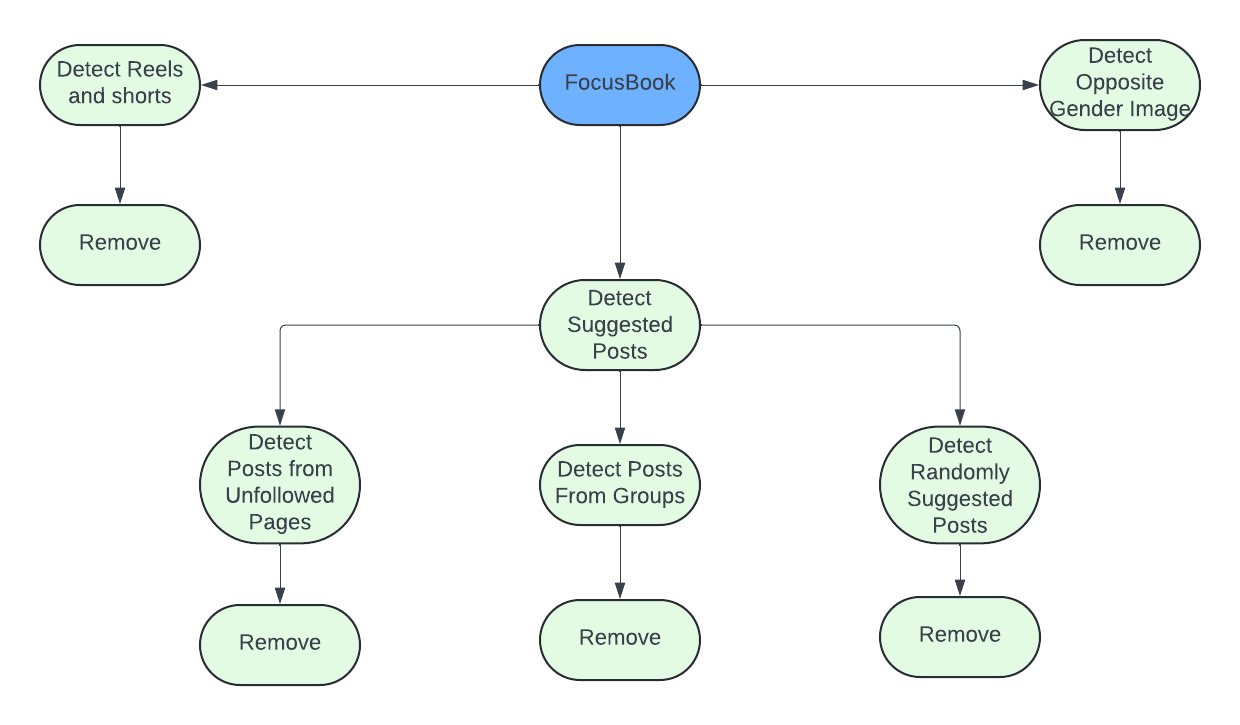 Detect Reels
and shorts
FocusBook
Detect
Opposite
Gender Image
Remove
Remove
Detect
Suggested
Posts
Detect
Posts from
Unfollowed
Pages
Detect Posts
From Groups
Detect
Randomly
Suggested
Posts
Remove
Remove
Remove